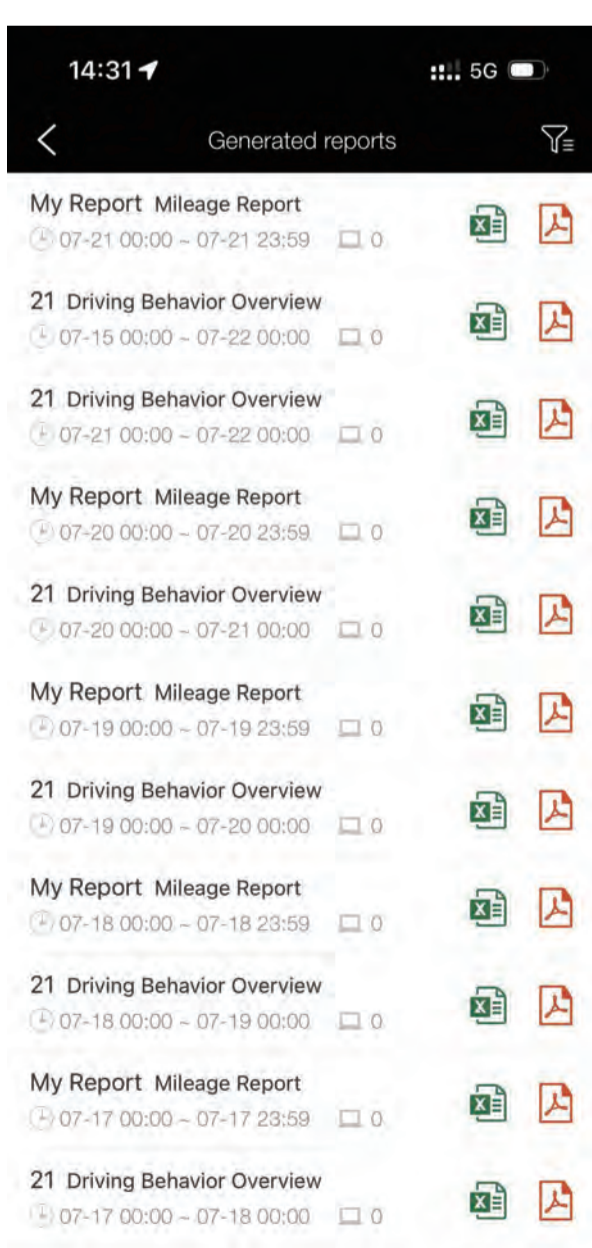 14:31 5G
Generated reports
My Report Mileage Report
07-21 00:00 ~ 07-21 23:59 0
21 Driving Behavior Overview
07-15 00:00 ~ 07-22 00:00 0
21 Driving Behavior Overview
07-21 00:00 ~ 07-22 00:00 0
My Report Mileage Report
07-20 00:00 ~ 07-20 23:59 0
21 Driving Behavior Overview
07-20 00:00 ~ 07-21 00:00 0
My Report Mileage Report
07-19 00:00 ~ 07-19 23:59 0
21 Driving Behavior Overview
07-19 00:00 ~ 07-20 00:00 0
My Report Mileage Report
07-18 00:00 ~ 07-18 23:59 0
21 Driving Behavior Overview
07-18 00:00 ~ 07-19 00:00 0
My Report Mileage Report
07-17 00:00 ~ 07-17 23:59 0
21 Driving Behavior Overview
07-17 00:00 ~ 07-18 00:00 0